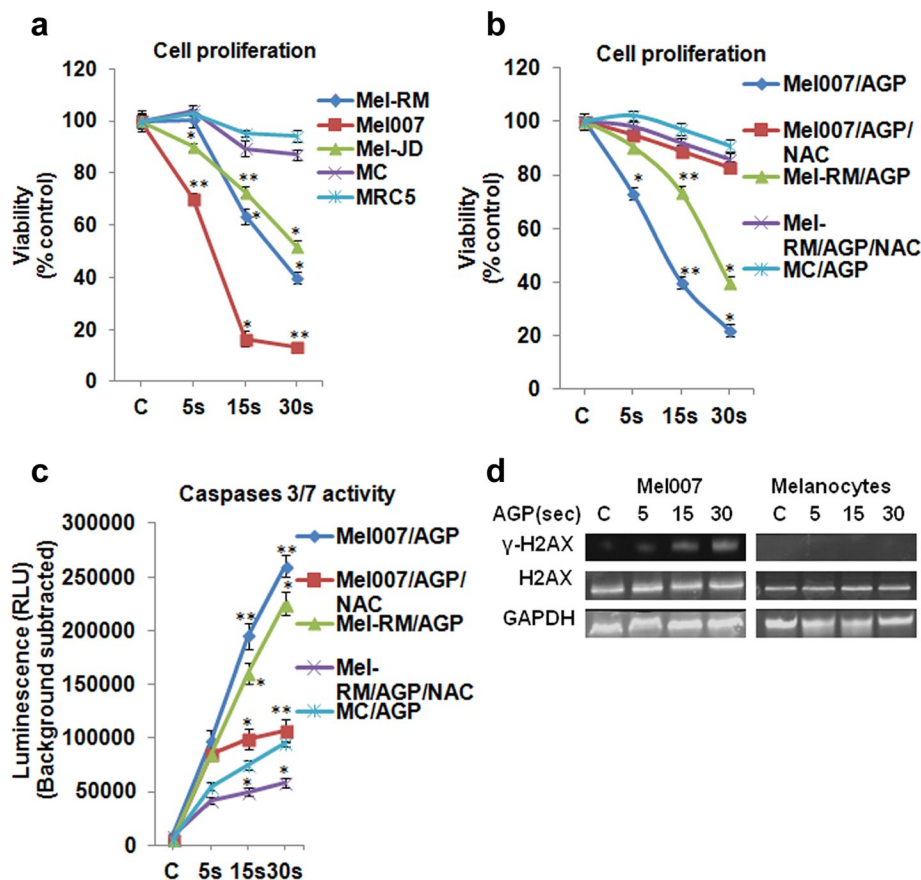 a
Cell proliferation
120
100
80
60
40
20
0
Viability
(% control)
C 5s 15s 30s
* ** ** * * * * **
Mel-RM
Mel007
Mel-JD
MC
MRC5
b
Cell proliferation
120
100
80
60
40
20
0
Viability
(% control)
C 5s 15s 30s
* ** ** * *
Mel007/AGP
Mel007/AGP/
NAC
Mel-RM/AGP
Mel-
RM/AGP/NAC
MC/AGP
c
Caspases 3/7 activity
300000
250000
200000
150000
100000
50000
0
Luminescence (RLU)
(Background subtracted)
C 5s 15s 30s
** ** * * ** * * *
Mel007/AGP
Mel007/AGP/
NAC
Mel-RM/AGP
Mel-
RM/AGP/NAC
MC/AGP
d
Mel007 Melanocytes
AGP(sec) C 5 15 30 C 5 15 30
γ-H2AX
H2AX
GAPDH